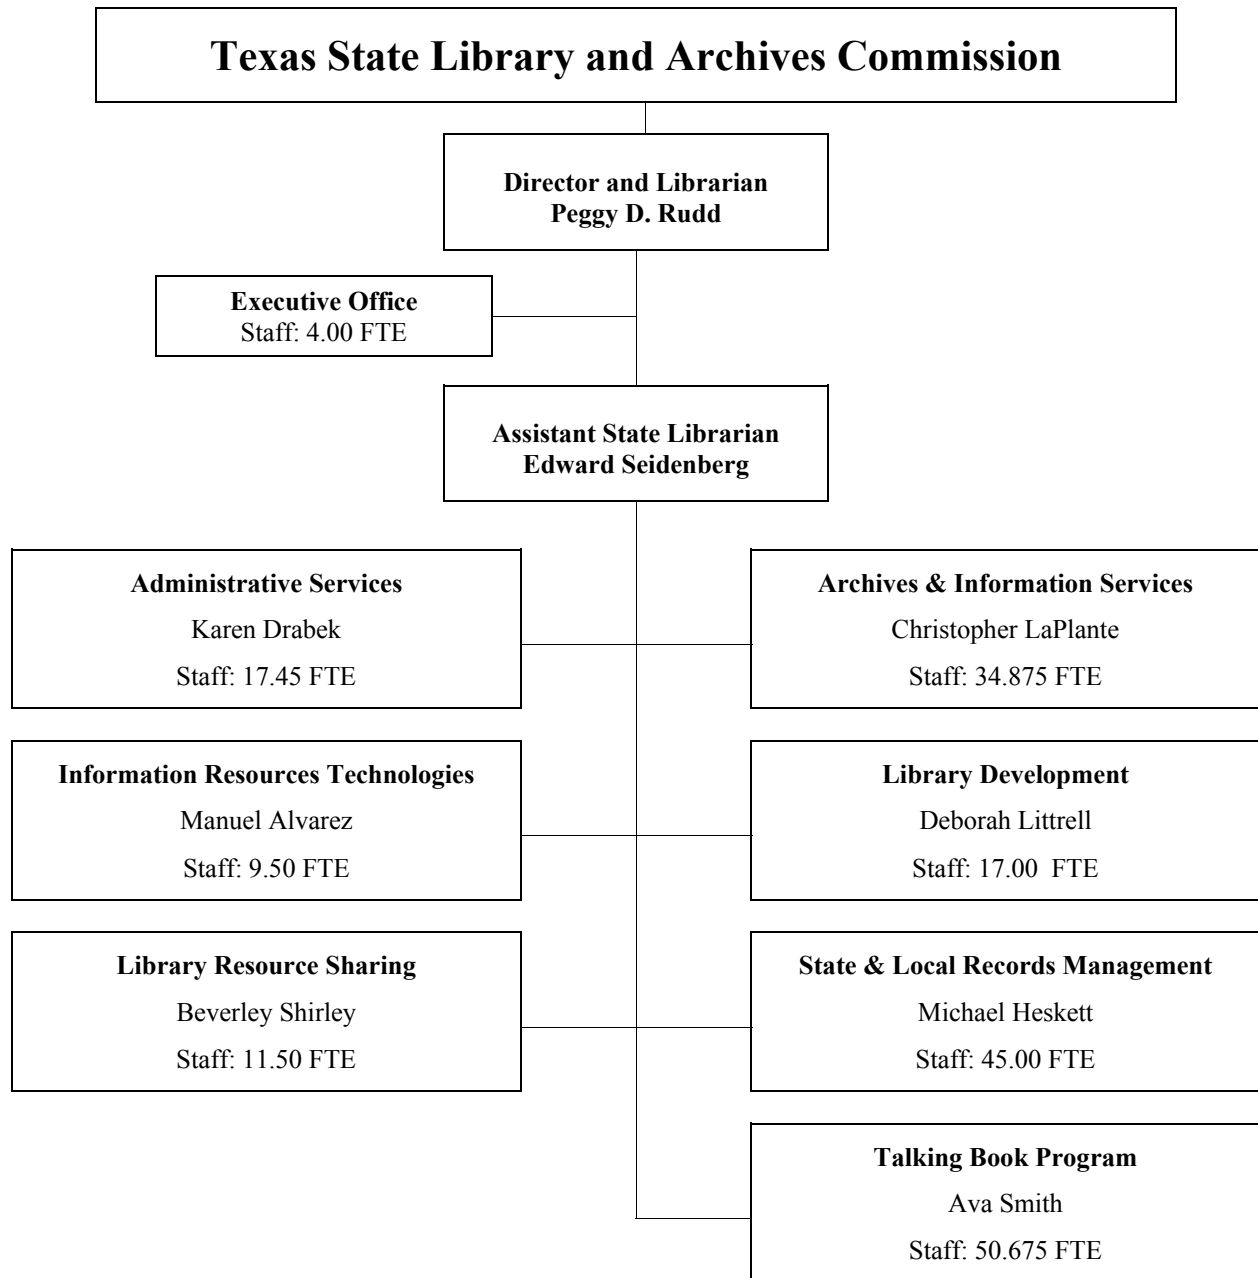 Texas State Library and Archives Commission
Director and Librarian
Peggy D. Rudd
Executive Office
Staff: 4.00 FTE
Assistant State Librarian
Edward Seidenberg
Administrative Services
Karen Drabek
Staff: 17.45 FTE
Archives & Information Services
Christopher LaPlante
Staff: 34.875 FTE
Information Resources Technologies
Manuel Alvarez
Staff: 9.50 FTE
Library Development
Deborah Littrell
Staff: 17.00 FTE
Library Resource Sharing
Beverley Shirley
Staff: 11.50 FTE
State & Local Records Management
Michael Heskett
Staff: 45.00 FTE
Talking Book Program
Ava Smith
Staff: 50.675 FTE